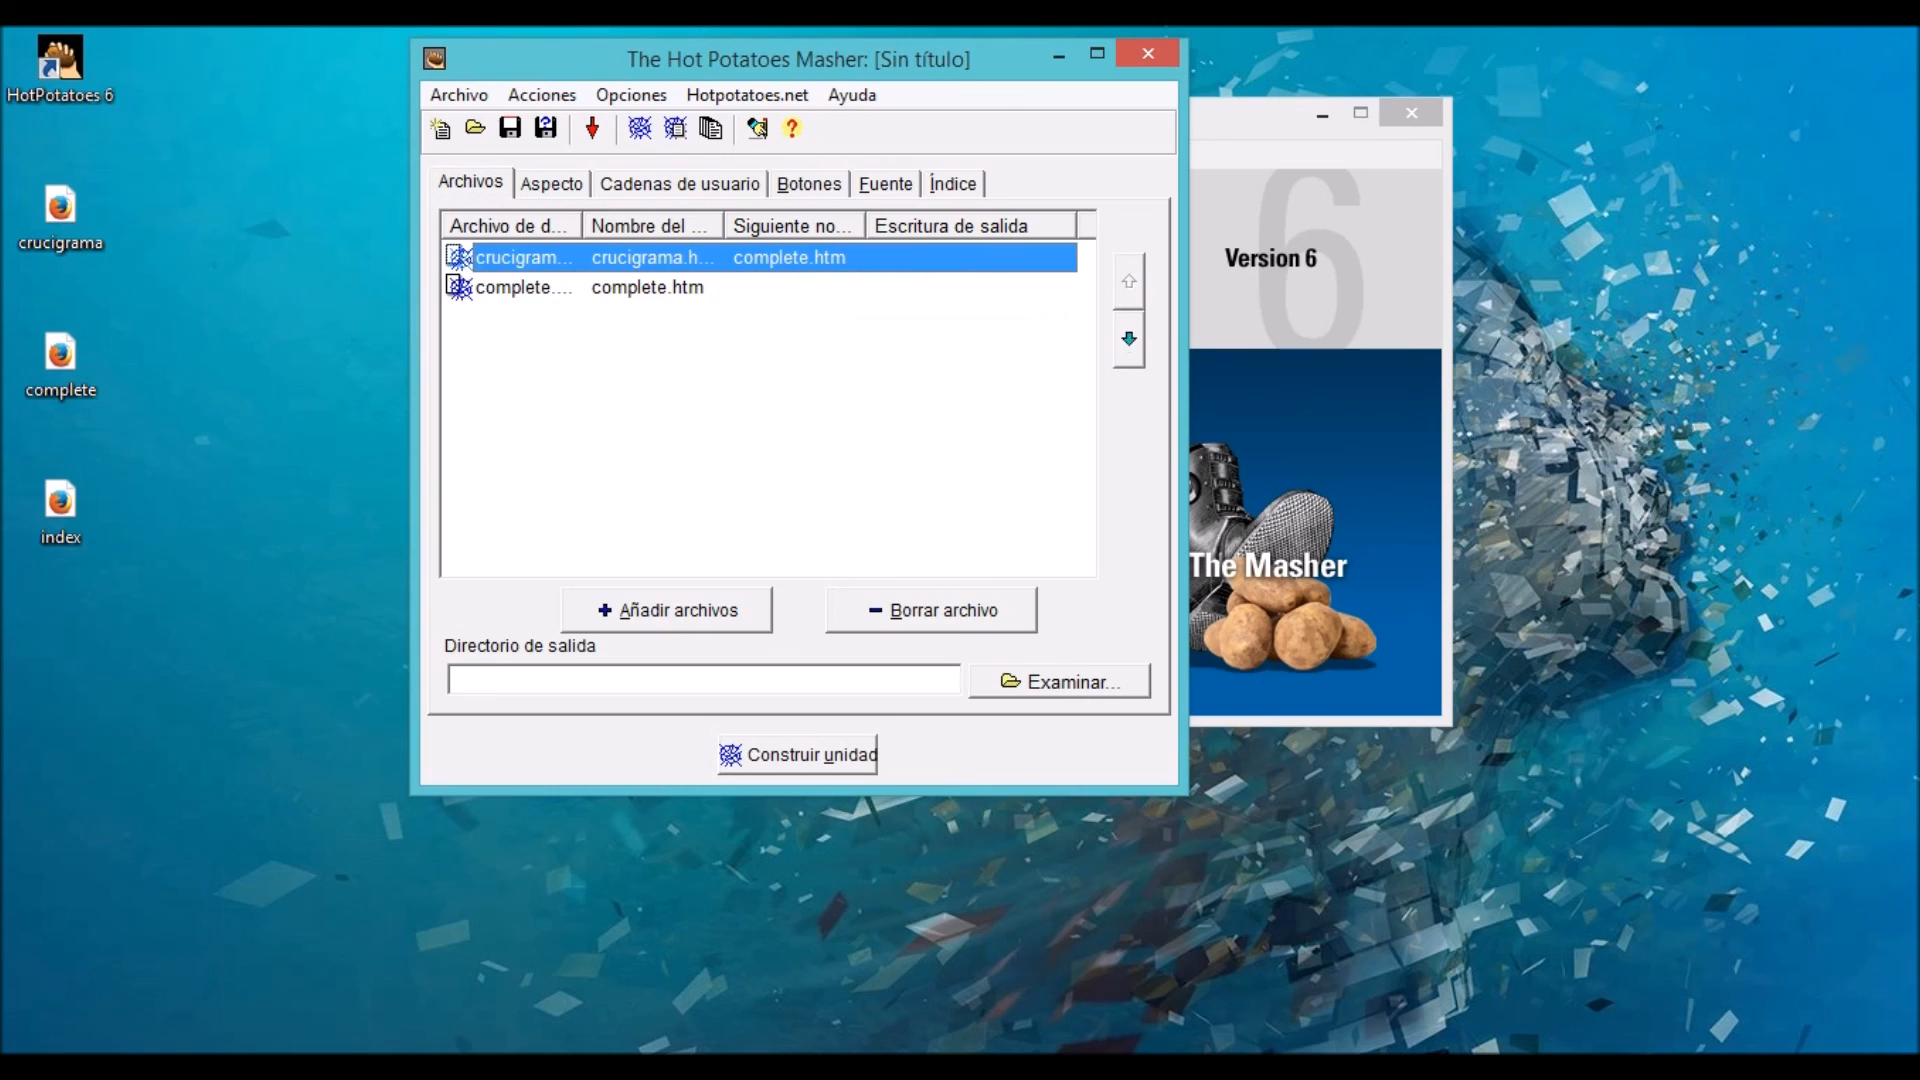 HotPotatoes 6
crucigrama
complete
index
The Hot Potatoes Masher: [Sin título]
Archivo Acciones Opciones Hotpotatoes.net Ayuda
Archivos Aspecto Cadenas de usuario Botones Fuente Índice
Archivo de d... Nombre del ... Siguiente no... Escritura de salida
crucigram... crucigrama.h... complete.htm
complete.... complete.htm
Añadir archivos Borrar archivo
Directorio de salida
Examinar...
Construir unidad
6
Version 6
The Masher